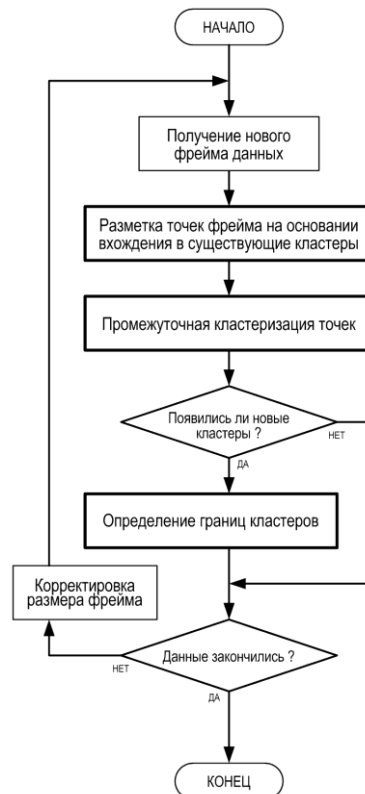 НАЧАЛО
Получение нового
фрейма данных
Разметка точек фрейма на основании
вхождения в существующие кластеры
Промежуточная кластеризация точек
Появились ли новые
кластеры ?
НЕТ
ДА
Определение границ кластеров
Корректировка
размера фрейма
Данные закончились ?
НЕТ
ДА
КОНЕЦ